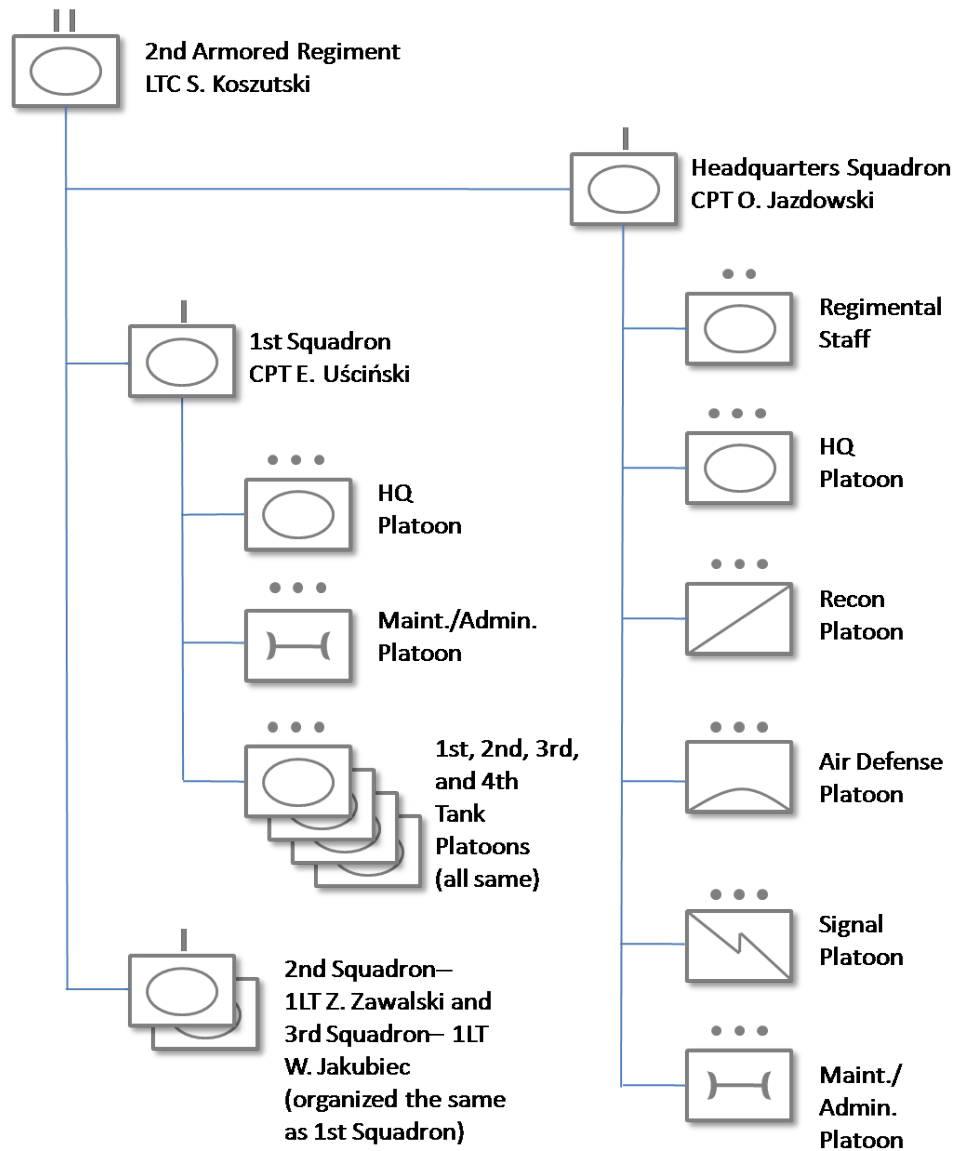 2nd Armored Regiment
LTC S. Koszutski
Headquarters Squadron
CPT O. Jazdowski
Regimental
Staff
HQ
Platoon
Recon
Platoon
Air Defense
Platoon
Signal
Platoon
Maint./
Admin.
Platoon
1st Squadron
CPT E. Uściński
HQ
Platoon
Maint./Admin.
Platoon
1st, 2nd, 3rd,
and 4th
Tank
Platoons
(all same)
2nd Squadron—
1LT Z. Zawalski and
3rd Squadron— 1LT
W. Jakubiec
(organized the same
as 1st Squadron)